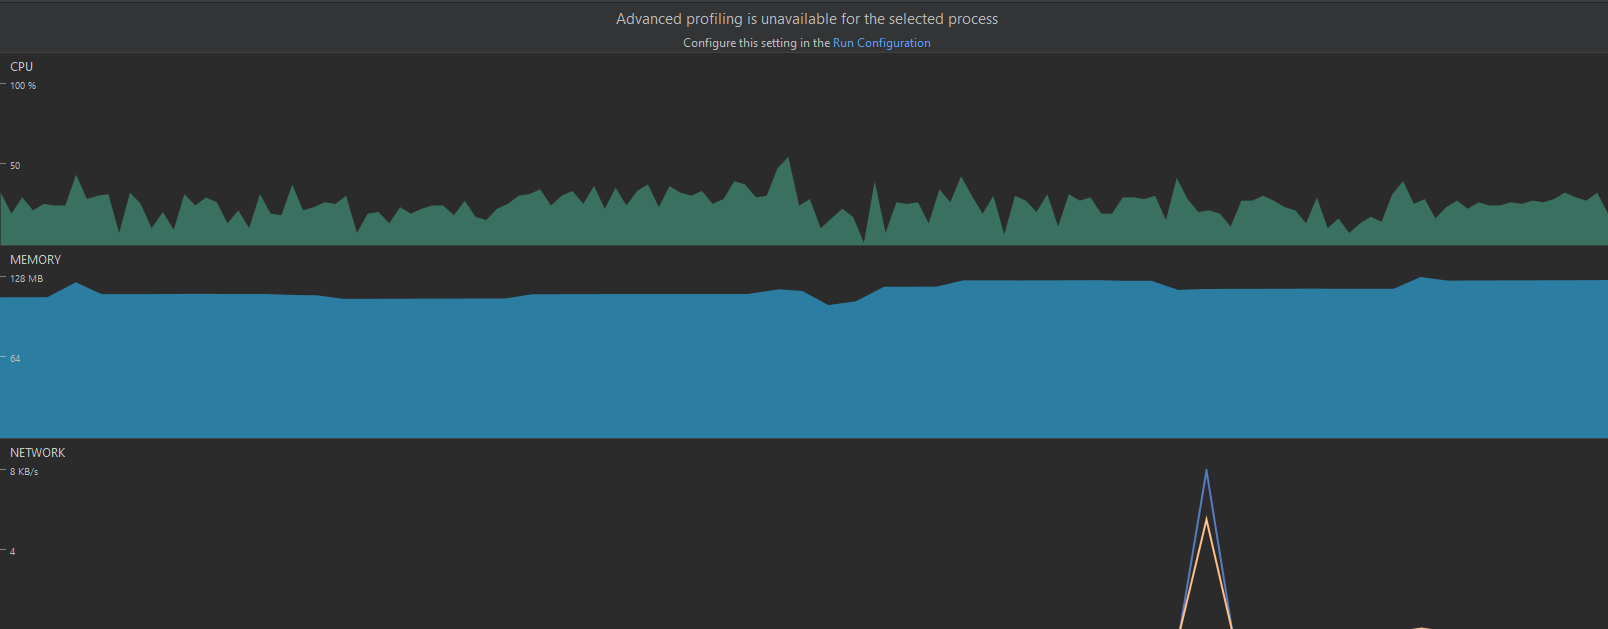 Advanced profiling is unavailable for the selected process
Configure this setting in the Run Configuration
CPU
100 %
50
MEMORY
128 MB
64
NETWORK
8 KB/s
4